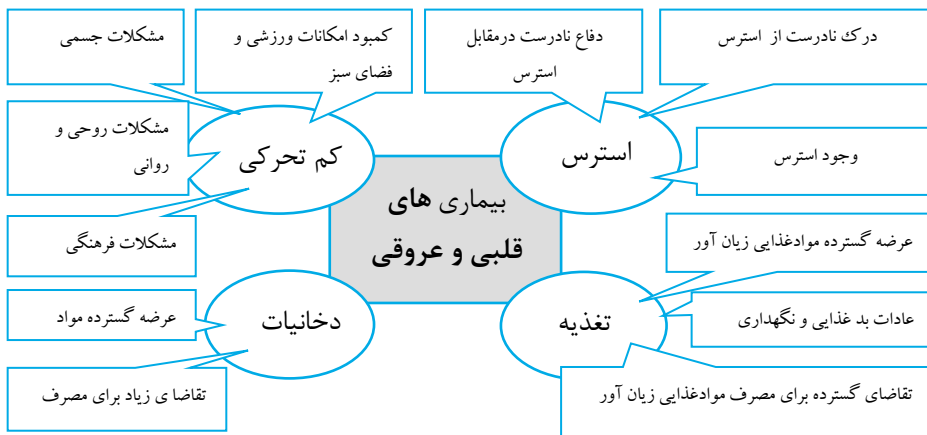 درک نادرست از استرس
دفاع نادرست درمقابل
استرس
کمبود امکانات ورزشی و
فضای سبز
مشکلات جسمی
استرس
کم تحرکی
مشکلات روحی و
روانی
وجود استرس
بیماری های
قلبی و عروقی
عرضه گسترده موادغذایی زیان آور
مشکلات فرهنگی
عادات بد غذایی و نگهداری
تغذیه
دخانیات
عرضه گسترده مواد
تقاضای گسترده برای مصرف موادغذایی زیان آور
تقاضا ی زیاد برای مصرف